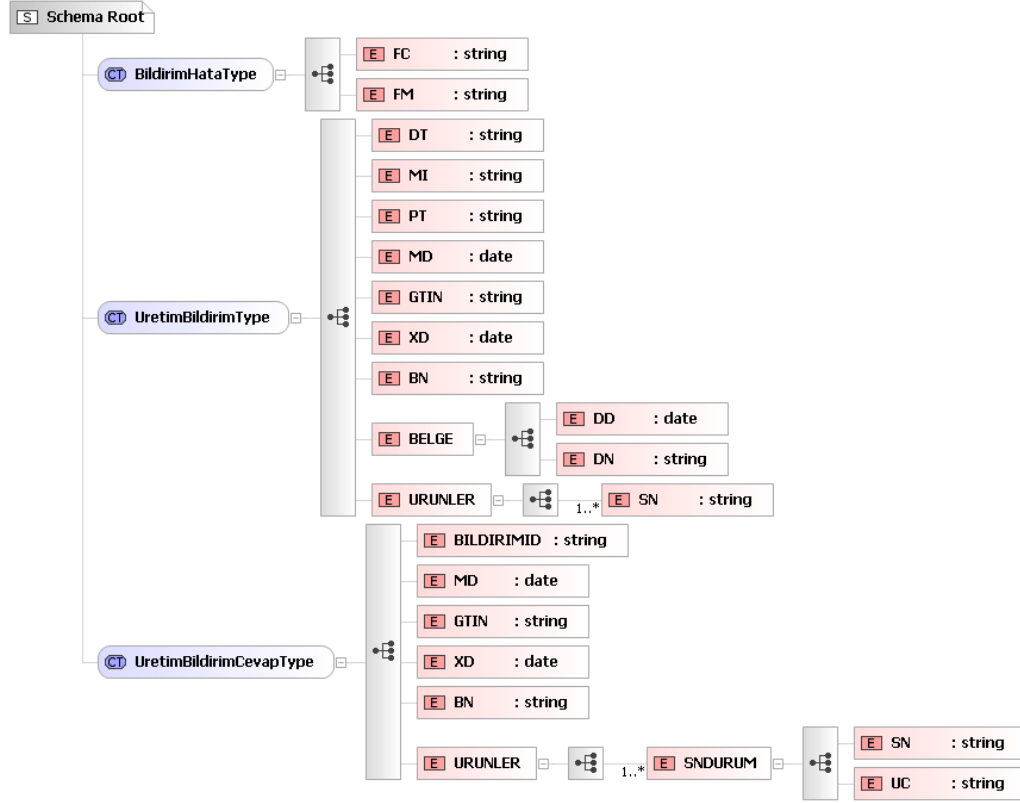 S Schema Root
CT BildirimHataType
E FC : string
E FM : string
CT UretimBildirimType
E DT : string
E MI : string
E PT : string
E MD : date
E GTIN : string
E XD : date
E BN : string
E BELGE
E DD : date
E DN : string
E URUNLER
1..*
E SN : string
CT UretimBildirimCevapType
E BILDIRIMID : string
E MD : date
E GTIN : string
E XD : date
E BN : string
E URUNLER
1..*
E SNDURUM
E SN : string
E UC : string